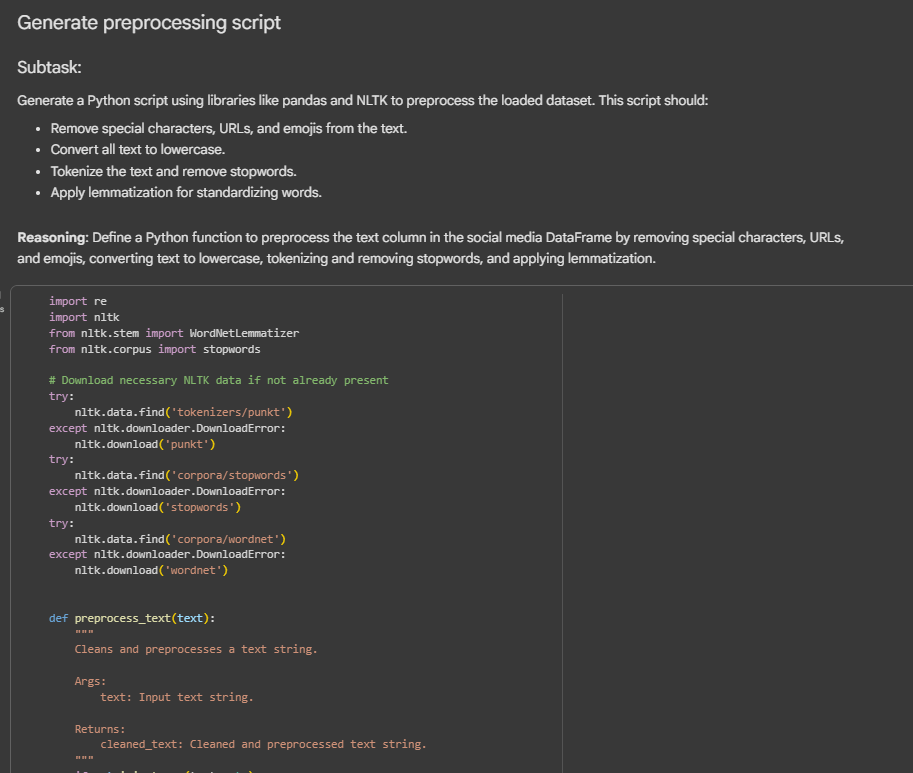 Generate preprocessing script
Subtask:
Generate a Python script using libraries like pandas and NLTK to preprocess the loaded dataset. This script should:
• Remove special characters, URLs, and emojis from the text.
• Convert all text to lowercase.
• Tokenize the text and remove stopwords.
• Apply lemmatization for standardizing words.
Reasoning: Define a Python function to preprocess the text column in the social media DataFrame by removing special characters, URLs,
and emojis, converting text to lowercase, tokenizing and removing stopwords, and applying lemmatization.
s
import re
import nltk
from nltk.stem import WordNetLemmatizer
from nltk.corpus import stopwords
# Download necessary NLTK data if not already present
try:
    nltk.data.find('tokenizers/punkt')
except nltk.downloader.DownloadError:
    nltk.download('punkt')
try:
    nltk.data.find('corpora/stopwords')
except nltk.downloader.DownloadError:
    nltk.download('stopwords')
try:
    nltk.data.find('corpora/wordnet')
except nltk.downloader.DownloadError:
    nltk.download('wordnet')
def preprocess_text(text):
    """
    Cleans and preprocesses a text string.
    Args:
        text: Input text string.
    Returns:
        cleaned_text: Cleaned and preprocessed text string.
    """